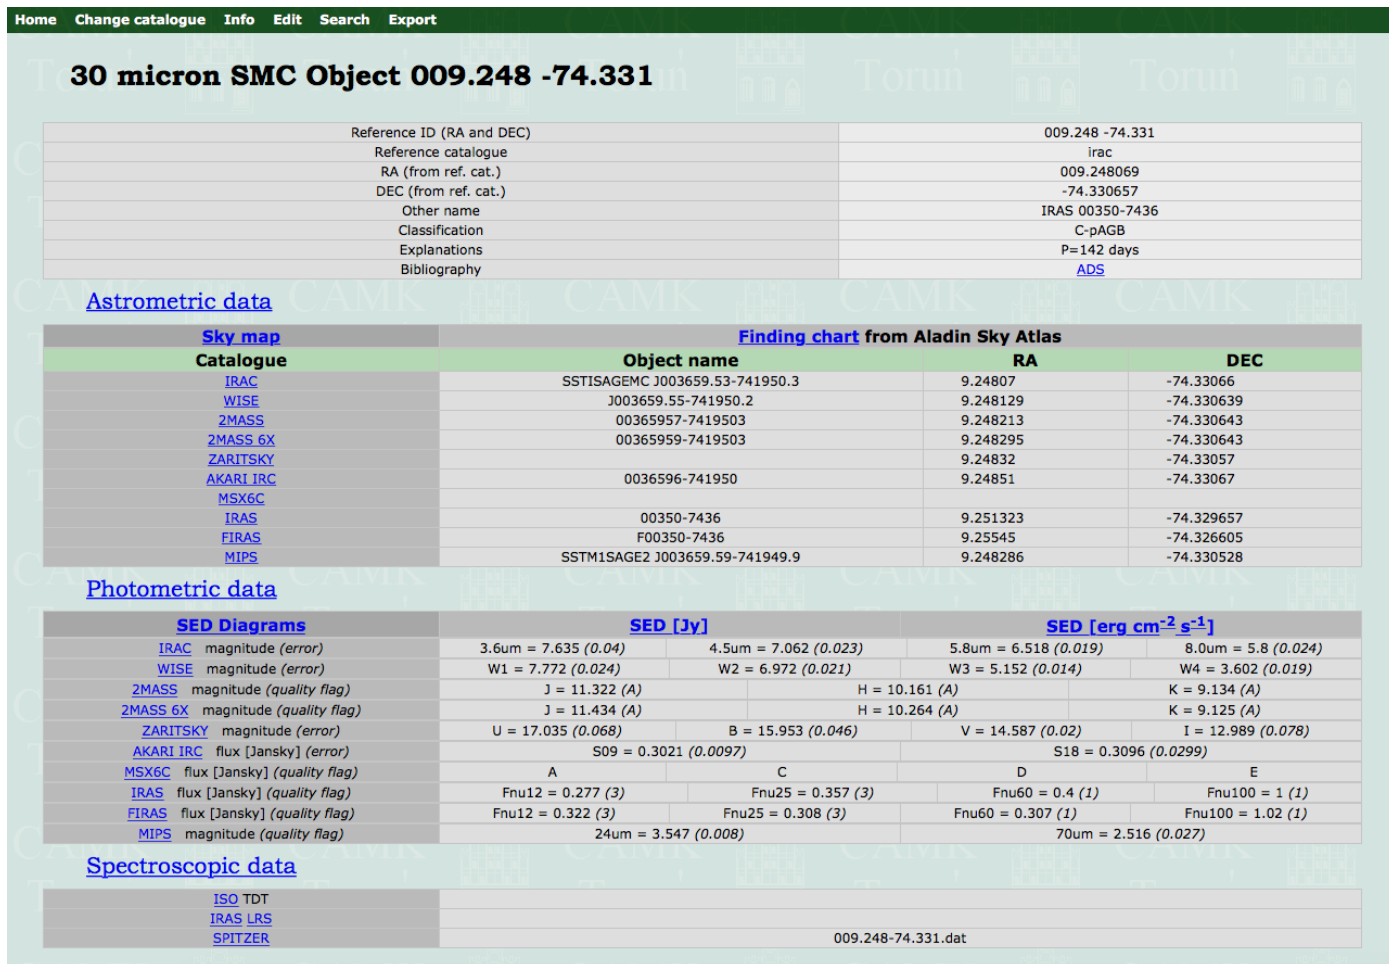 Home Change catalogue Info Edit Search Export
30 micron SMC Object 009.248 -74.331
Reference ID (RA and DEC) 009.248 -74.331
Reference catalogue irac
RA (from ref. cat.) 009.248069
DEC (from ref. cat.) -74.330657
Other name IRAS 00350-7436
Classification C-pAGB
Explanations P=142 days
Bibliography ADS
Astrometric data
Sky map Finding chart from Aladin Sky Atlas
Catalogue Object name RA DEC
IRAC SSTISAGEMC J003659.53-741950.3 9.24807 -74.33066
WISE J003659.55-741950.2 9.248129 -74.330639
2MASS 00365957-7419503 9.248213 -74.330643
2MASS 6X 00365959-7419503 9.248295 -74.330643
ZARITSKY 9.24832 -74.33057
AKARI IRC 0036596-741950 9.24851 -74.33067
MSX6C
IRAS 00350-7436 9.251323 -74.329657
FIRAS F00350-7436 9.25545 -74.326605
MIPS SSTM1SAGE2 J003659.59-741949.9 9.248286 -74.330528
Photometric data
SED Diagrams SED [Jy] SED [erg cm-2 s-1]
IRAC magnitude (error) 3.6um = 7.635 (0.04) 4.5um = 7.062 (0.023) 5.8um = 6.518 (0.019) 8.0um = 5.8 (0.024)
WISE magnitude (error) W1 = 7.772 (0.024) W2 = 6.972 (0.021) W3 = 5.152 (0.014) W4 = 3.602 (0.019)
2MASS magnitude (quality flag) J = 11.322 (A) H = 10.161 (A) K = 9.134 (A)
2MASS 6X magnitude (quality flag) J = 11.434 (A) H = 10.264 (A) K = 9.125 (A)
ZARITSKY magnitude (error) U = 17.035 (0.068) B = 15.953 (0.046) V = 14.587 (0.02) I = 12.989 (0.078)
AKARI IRC flux [Jansky] (error) S09 = 0.3021 (0.0097) S18 = 0.3096 (0.0299)
MSX6C flux [Jansky] (quality flag) A C D E
IRAS flux [Jansky] (quality flag) Fnu12 = 0.277 (3) Fnu25 = 0.357 (3) Fnu60 = 0.4 (1) Fnu100 = 1 (1)
FIRAS flux [Jansky] (quality flag) Fnu12 = 0.322 (3) Fnu25 = 0.308 (3) Fnu60 = 0.307 (1) Fnu100 = 1.02 (1)
MIPS magnitude (quality flag) 24um = 3.547 (0.008) 70um = 2.516 (0.027)
Spectroscopic data
ISO TDT
IRAS LRS
SPITZER 009.248-74.331.dat